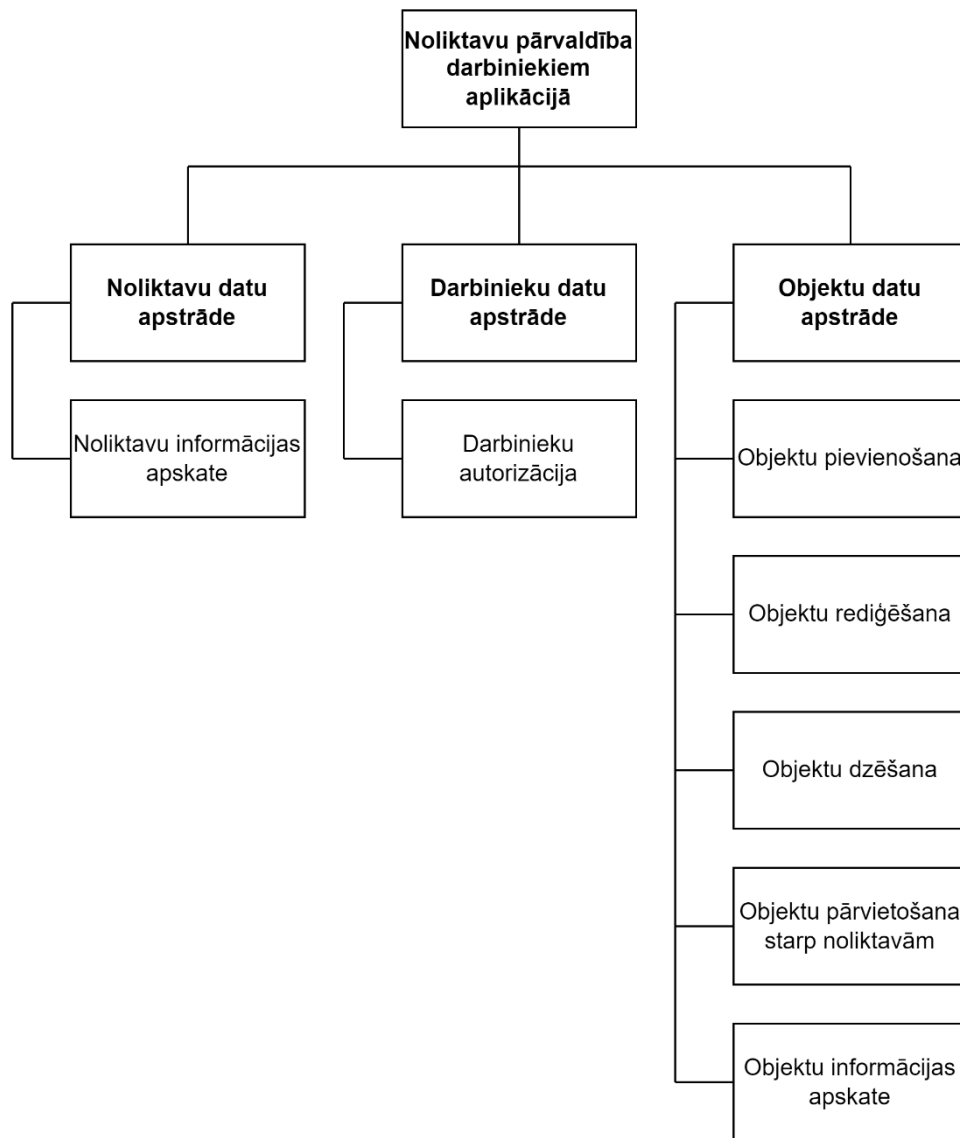 Noliktavu pārvaldība
darbiniekiem
aplikācijā
Noliktavu datu
apstrāde
Noliktavu informācijas
apskate
Darbinieku datu
apstrāde
Darbinieku
autorizācija
Objektu datu
apstrāde
Objektu pievienošana
Objektu rediģēšana
Objektu dzēšana
Objektu pārvietošana
starp noliktavām
Objektu informācijas
apskate